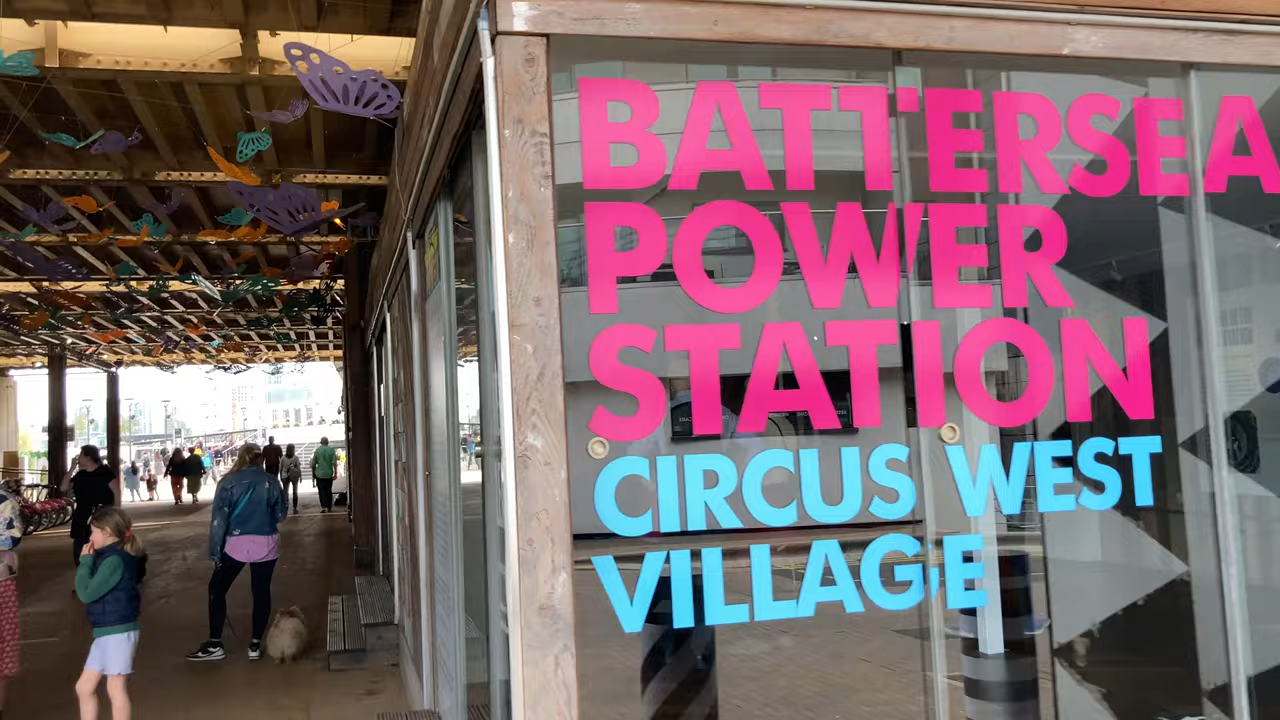 BATTERSEA
POWER
STATION
CIRCUS WEST
VILLAGE